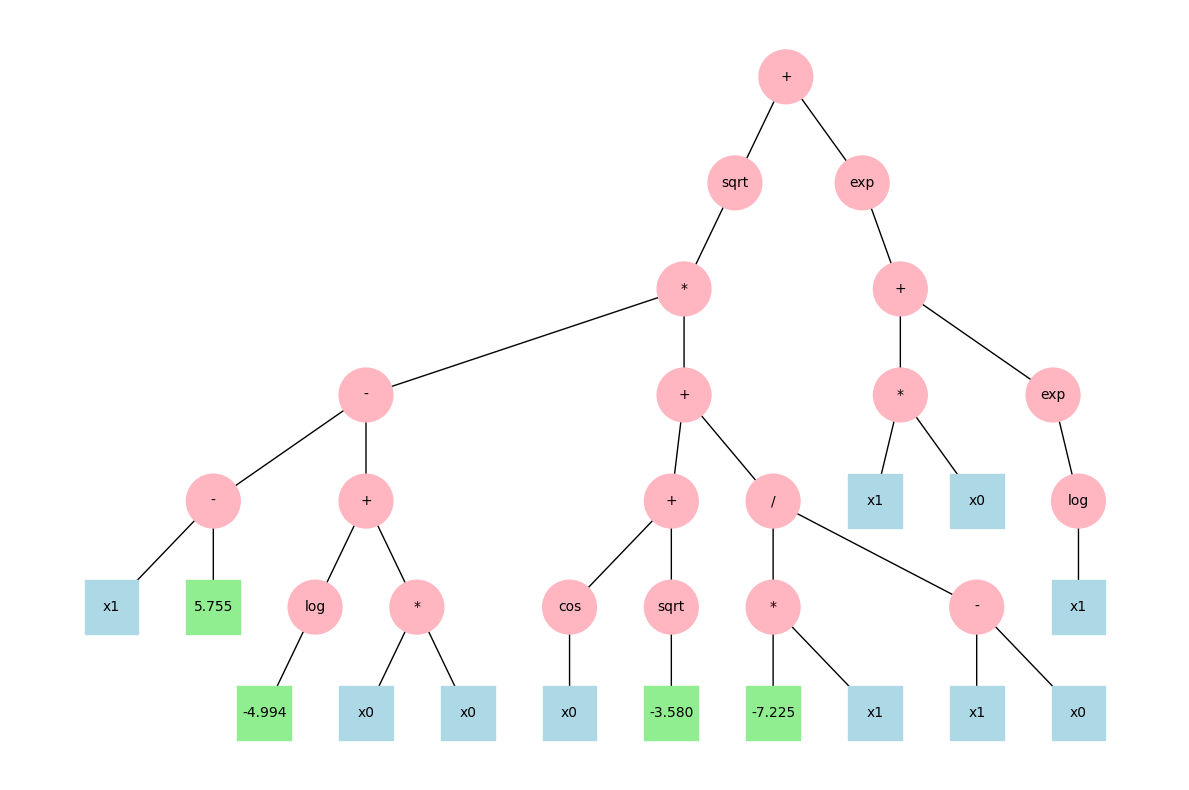 +
sqrt exp
* +
- + * exp
- + + / x1 x0 log
x1 5.755 log * cos sqrt * - x1
-4.994 x0 x0 x0 -3.580 -7.225 x1 x1 x0